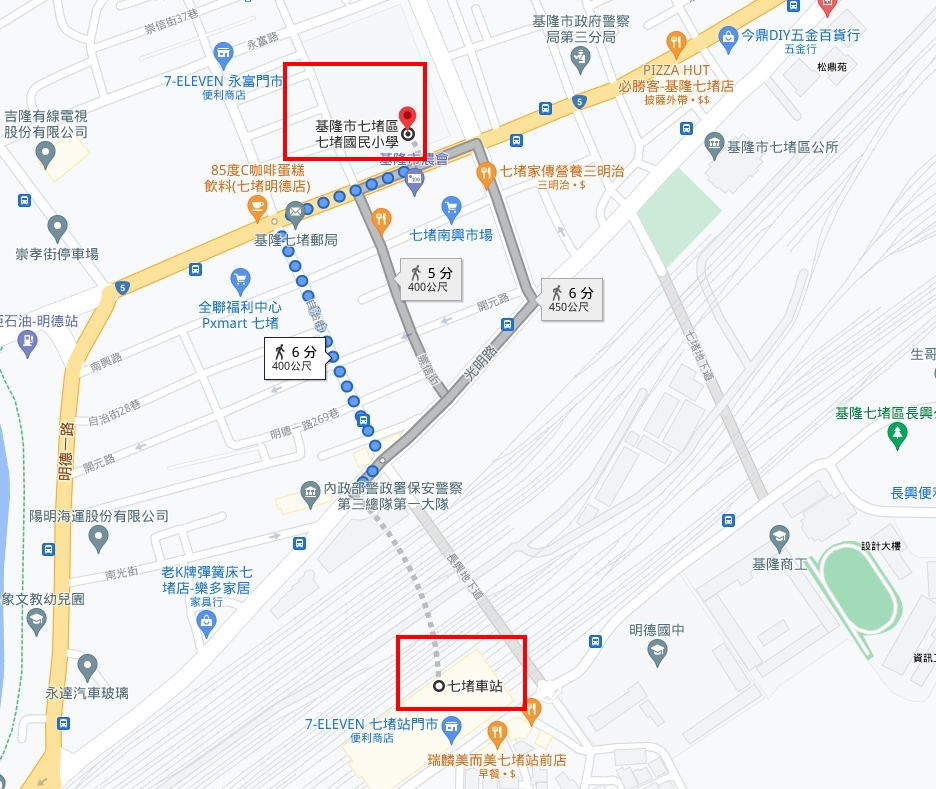 崇信街37巷
永富路
基隆市政府警察
局第三分局
今鼎DIY五金百貨行
五金行
松鼎苑
7-ELEVEN 永富門市
便利商店
PIZZA HUT
必勝客-基隆七堵店
披薩外帶・$$
5
吉隆有線電視
股份有限公司
基隆市七堵區
七堵國民小學
基隆市七堵區公所
基隆市農會
85度C咖啡蛋糕
飲料(七堵明德店)
七堵家傳營養三明治
三明治・$
基隆七堵郵局
七堵南興市場
崇孝街停車場
5
5 分
400公尺
6 分
450公尺
全聯福利中心
Pxmart 七堵
開元路
石油-明德站
自治街
七堵地下道
南興路
6 分
400公尺
崇信街
光明路
生哥
自治街28巷
明德一路269巷
基隆七堵區長興
明德一路
開元路
內政部警政署保安警察
第三總隊第一大隊
長興便
陽明海運股份有限公司
設計大樓
基隆商工
南光街
老K牌彈簧床七
堵店-樂多家居
家具行
長興地下道
象文教幼兒園
明德國中
資訊
永達汽車玻璃
七堵車站
7-ELEVEN 七堵站門市
便利商店
瑞麟美而美七堵站前店
早餐・$